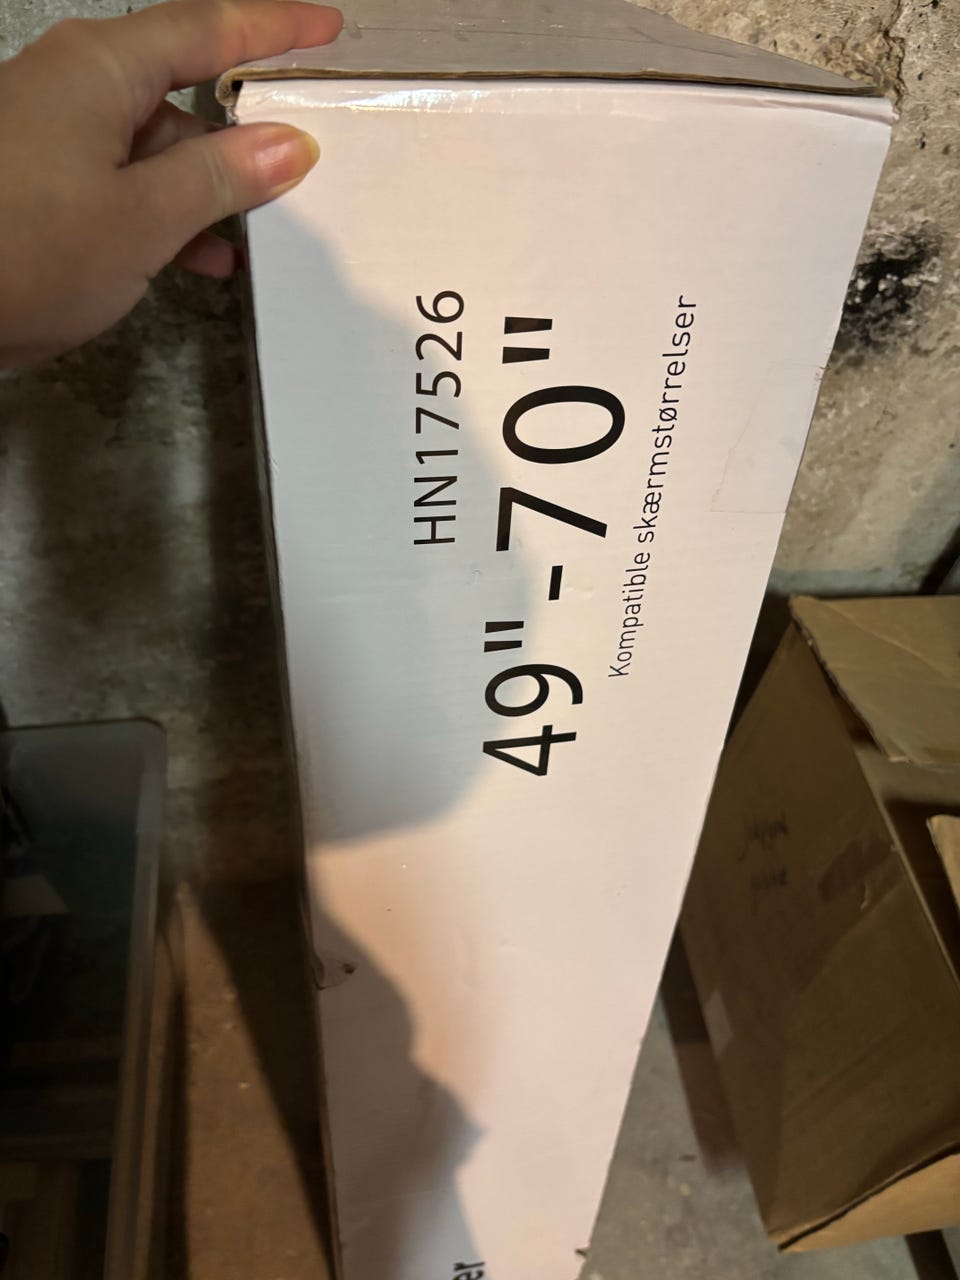 HN17526
49" - 70"
Kompatible skærmstørrelser